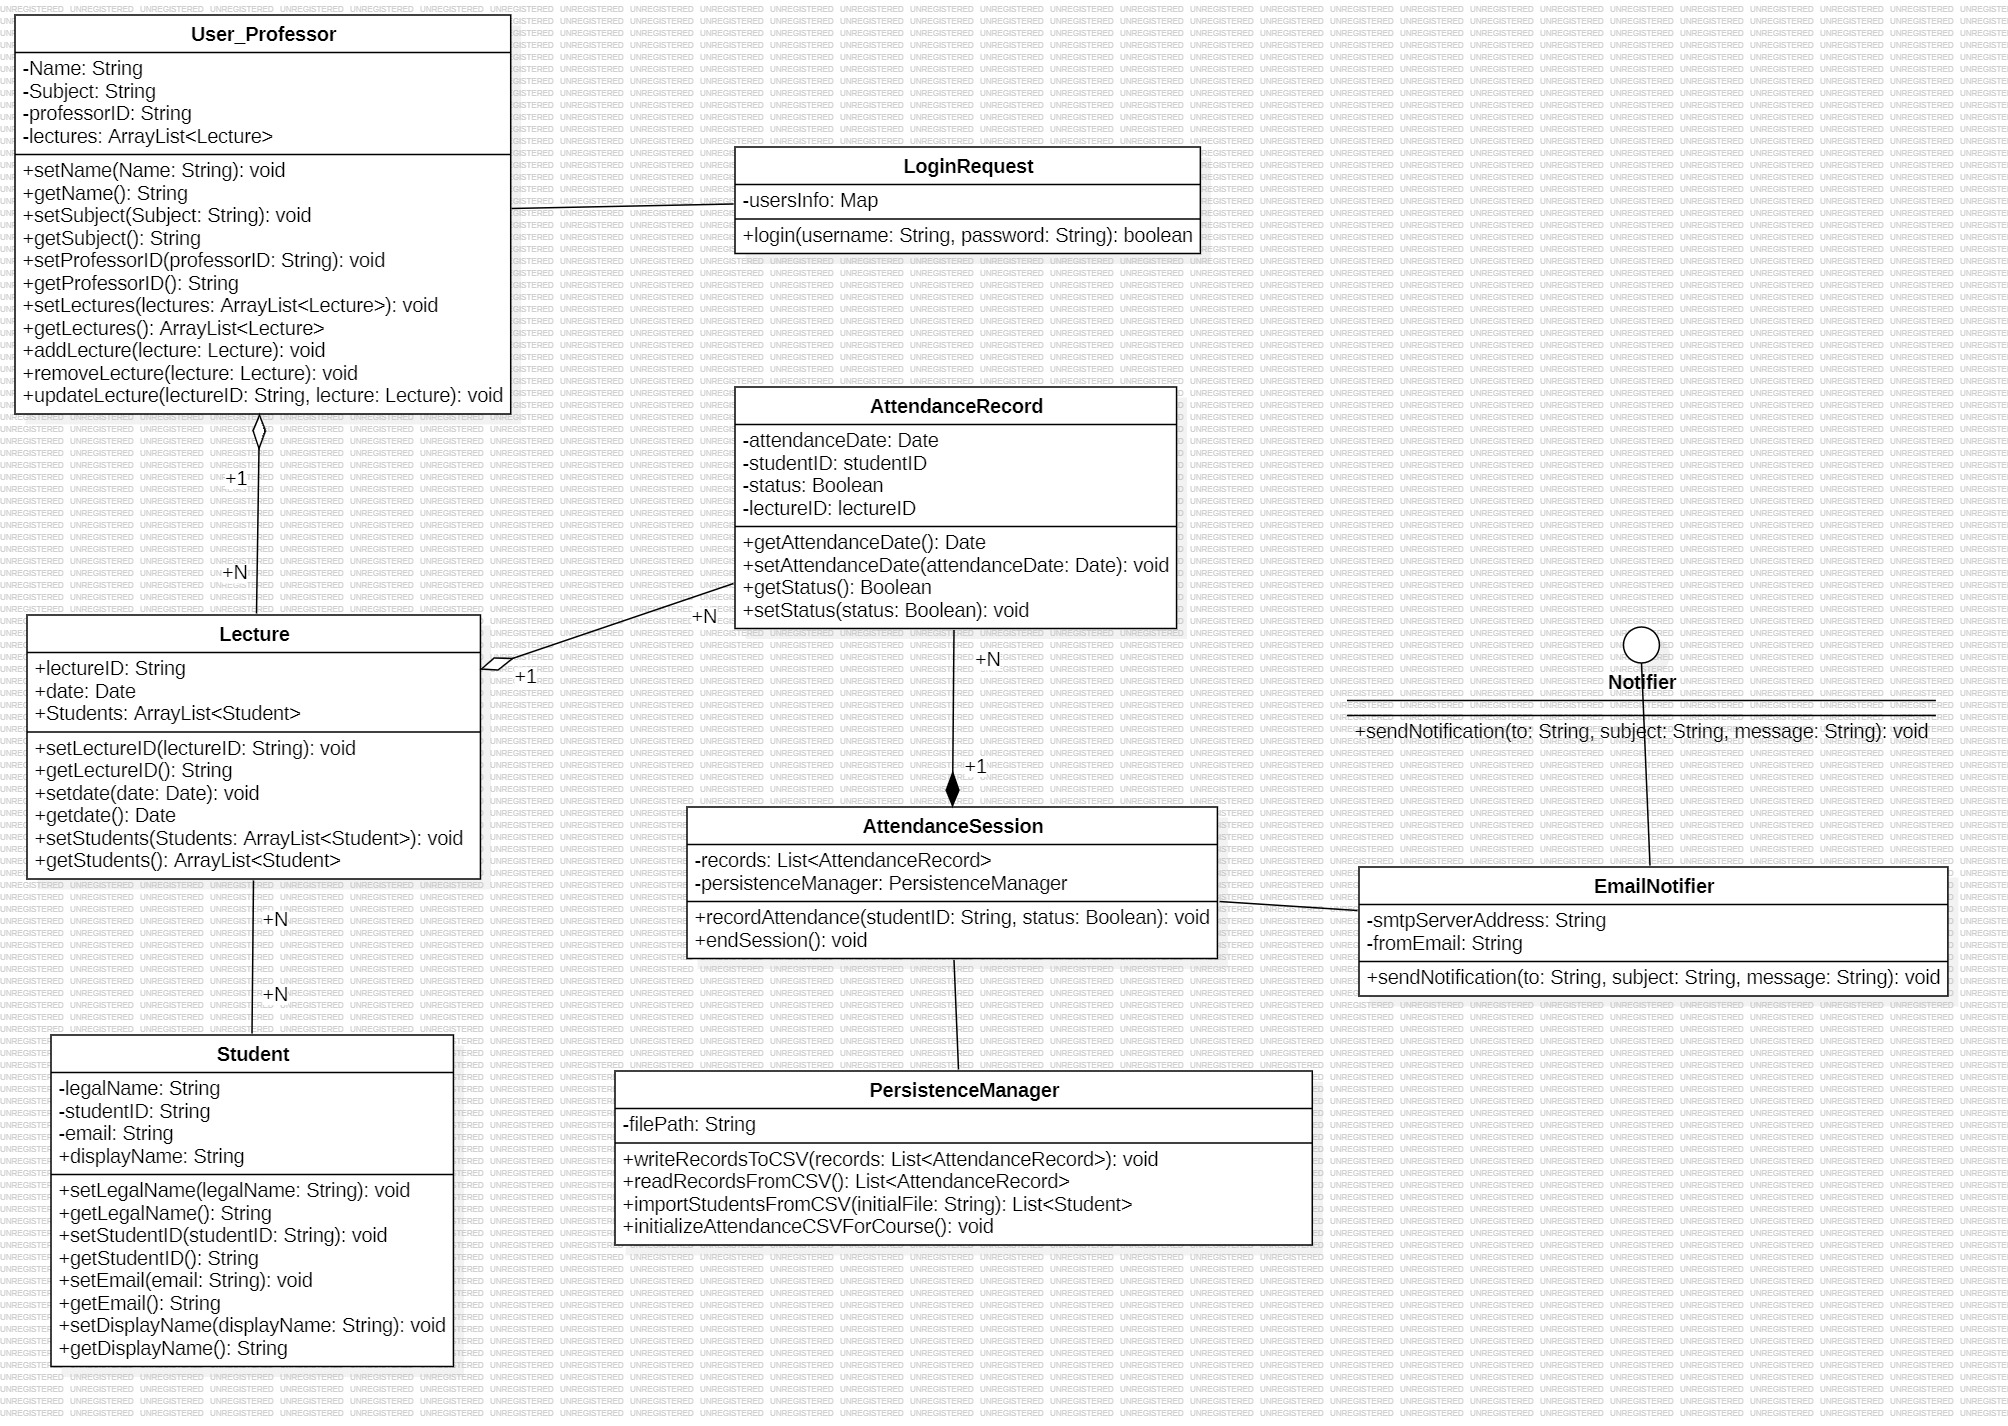 User_Professor
-Name: String
-Subject: String
-professorID: String
-lectures: ArrayList<Lecture>
+setName(Name: String): void
+getName(): String
+setSubject(Subject: String): void
+getSubject(): String
+setProfessorID(professorID: String): void
+getProfessorID(): String
+setLectures(lectures: ArrayList<Lecture>): void
+getLectures(): ArrayList<Lecture>
+addLecture(lecture: Lecture): void
+removeLecture(lecture: Lecture): void
+updateLecture(lectureID: String, lecture: Lecture): void
LoginRequest
-usersInfo: Map
+login(username: String, password: String): boolean
+1
+N
AttendanceRecord
-attendanceDate: Date
-studentID: studentID
-status: Boolean
-lectureID: lectureID
+getAttendanceDate(): Date
+setAttendanceDate(attendanceDate: Date): void
+getStatus(): Boolean
+setStatus(status: Boolean): void
+N
+1
Lecture
+lectureID: String
+date: Date
+Students: ArrayList<Student>
+setLectureID(lectureID: String): void
+getLectureID(): String
+setdate(date: Date): void
+getdate(): Date
+setStudents(Students: ArrayList<Student>): void
+getStudents(): ArrayList<Student>
+N
+1
Notifier
+sendNotification(to: String, subject: String, message: String): void
AttendanceSession
-records: List<AttendanceRecord>
-persistenceManager: PersistenceManager
+recordAttendance(studentID: String, status: Boolean): void
+endSession(): void
EmailNotifier
-smtpServerAddress: String
-fromEmail: String
+sendNotification(to: String, subject: String, message: String): void
+N
+N
Student
-legalName: String
-studentID: String
-email: String
+displayName: String
+setLegalName(legalName: String): void
+getLegalName(): String
+setStudentID(studentID: String): void
+getStudentID(): String
+setEmail(email: String): void
+getEmail(): String
+setDisplayName(displayName: String): void
+getDisplayName(): String
PersistenceManager
-filePath: String
+writeRecordsToCSV(records: List<AttendanceRecord>): void
+readRecordsFromCSV(): List<AttendanceRecord>
+importStudentsFromCSV(initialFile: String): List<Student>
+initializeAttendanceCSVForCourse(): void
UNREGISTERED